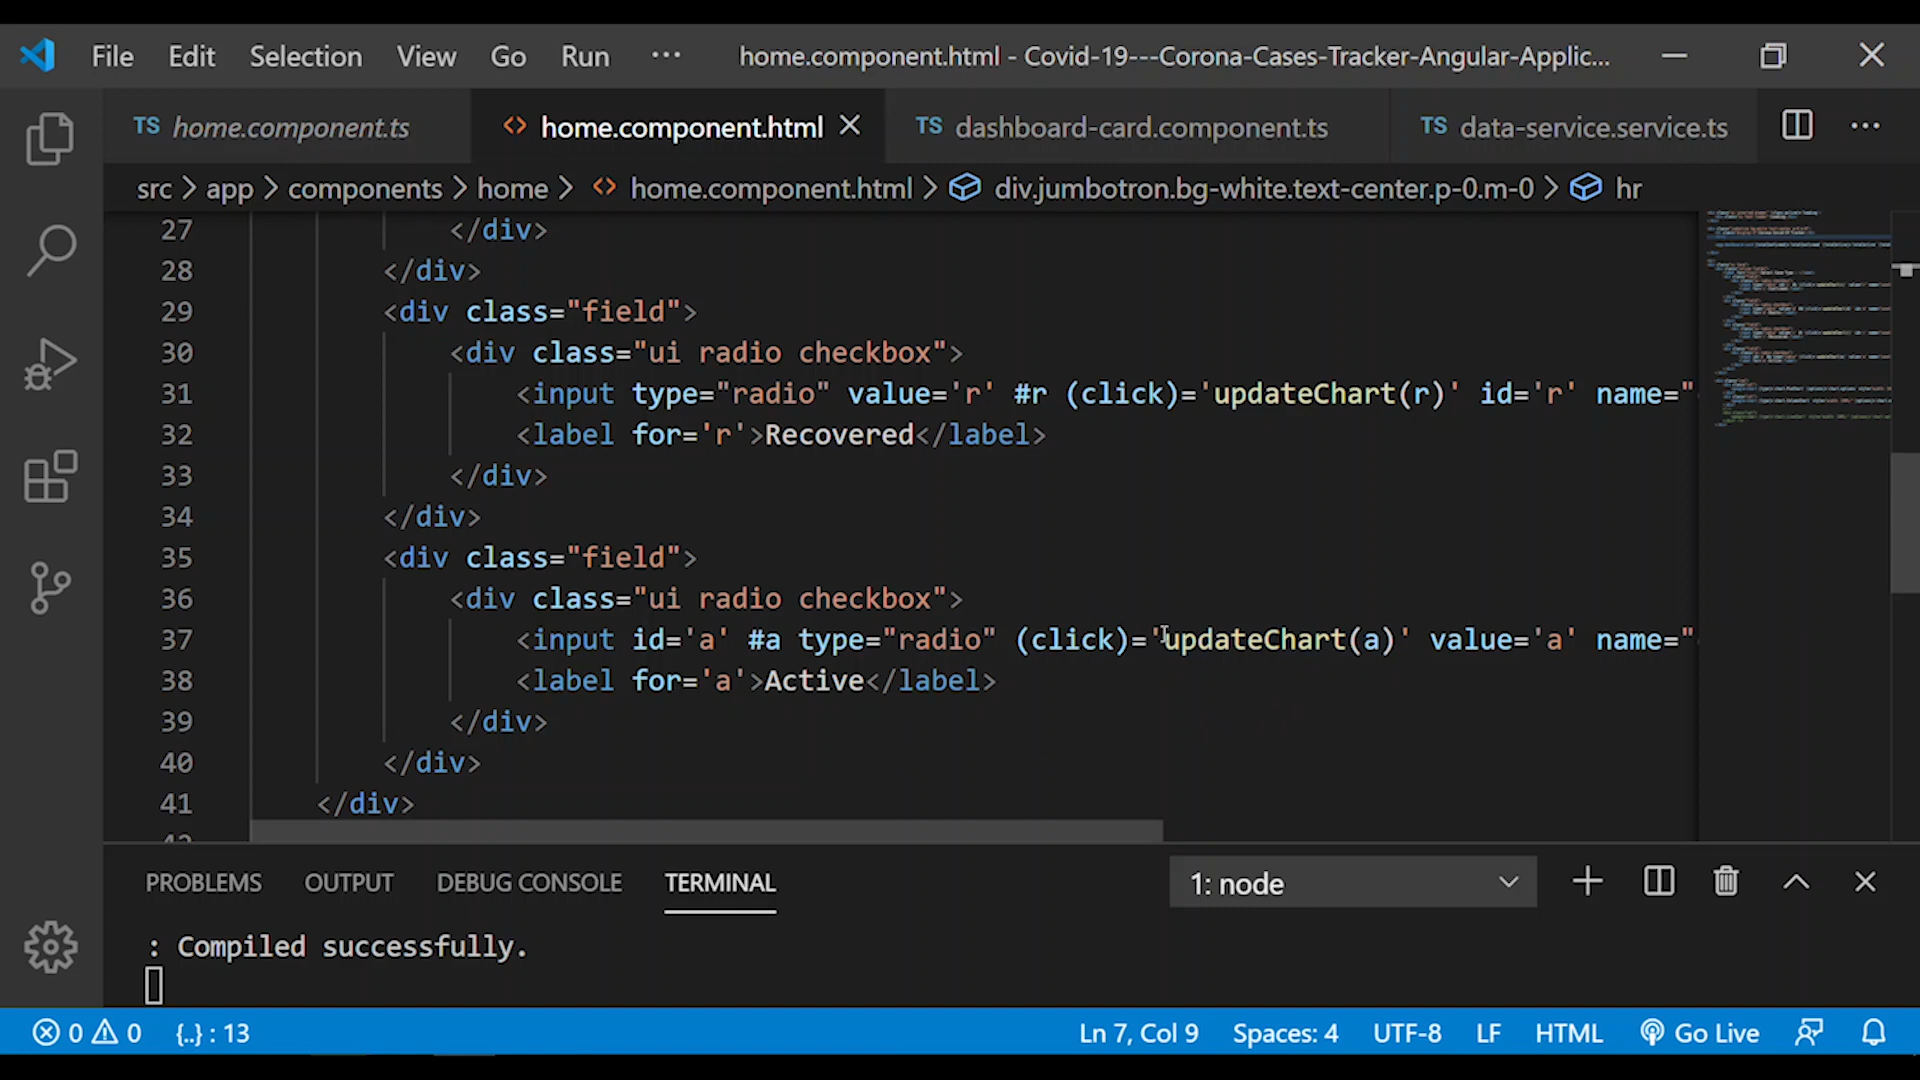 File Edit Selection View Go Run ··· home.component.html - Covid-19---Corona-Cases-Tracker-Angular-Applic...
TS home.component.ts <> home.component.html TS dashboard-card.component.ts TS data-service.service.ts ···
src > app > components > home > <> home.component.html > div.jumbotron.bg-white.text-center.p-0.m-0 > hr
27 </div>
28 </div>
29 <div class="field">
30 <div class="ui radio checkbox">
31 <input type="radio" value='r' #r (click)='updateChart(r)' id='r' name="
32 <label for='r'>Recovered</label>
33 </div>
34 </div>
35 <div class="field">
36 <div class="ui radio checkbox">
37 <input id='a' #a type="radio" (click)='updateChart(a)' value='a' name="
38 <label for='a'>Active</label>
39 </div>
40 </div>
41 </div>
PROBLEMS OUTPUT DEBUG CONSOLE TERMINAL 1: node
: Compiled successfully.
0 0 {..} : 13 Ln 7, Col 9 Spaces: 4 UTF-8 LF HTML Go Live